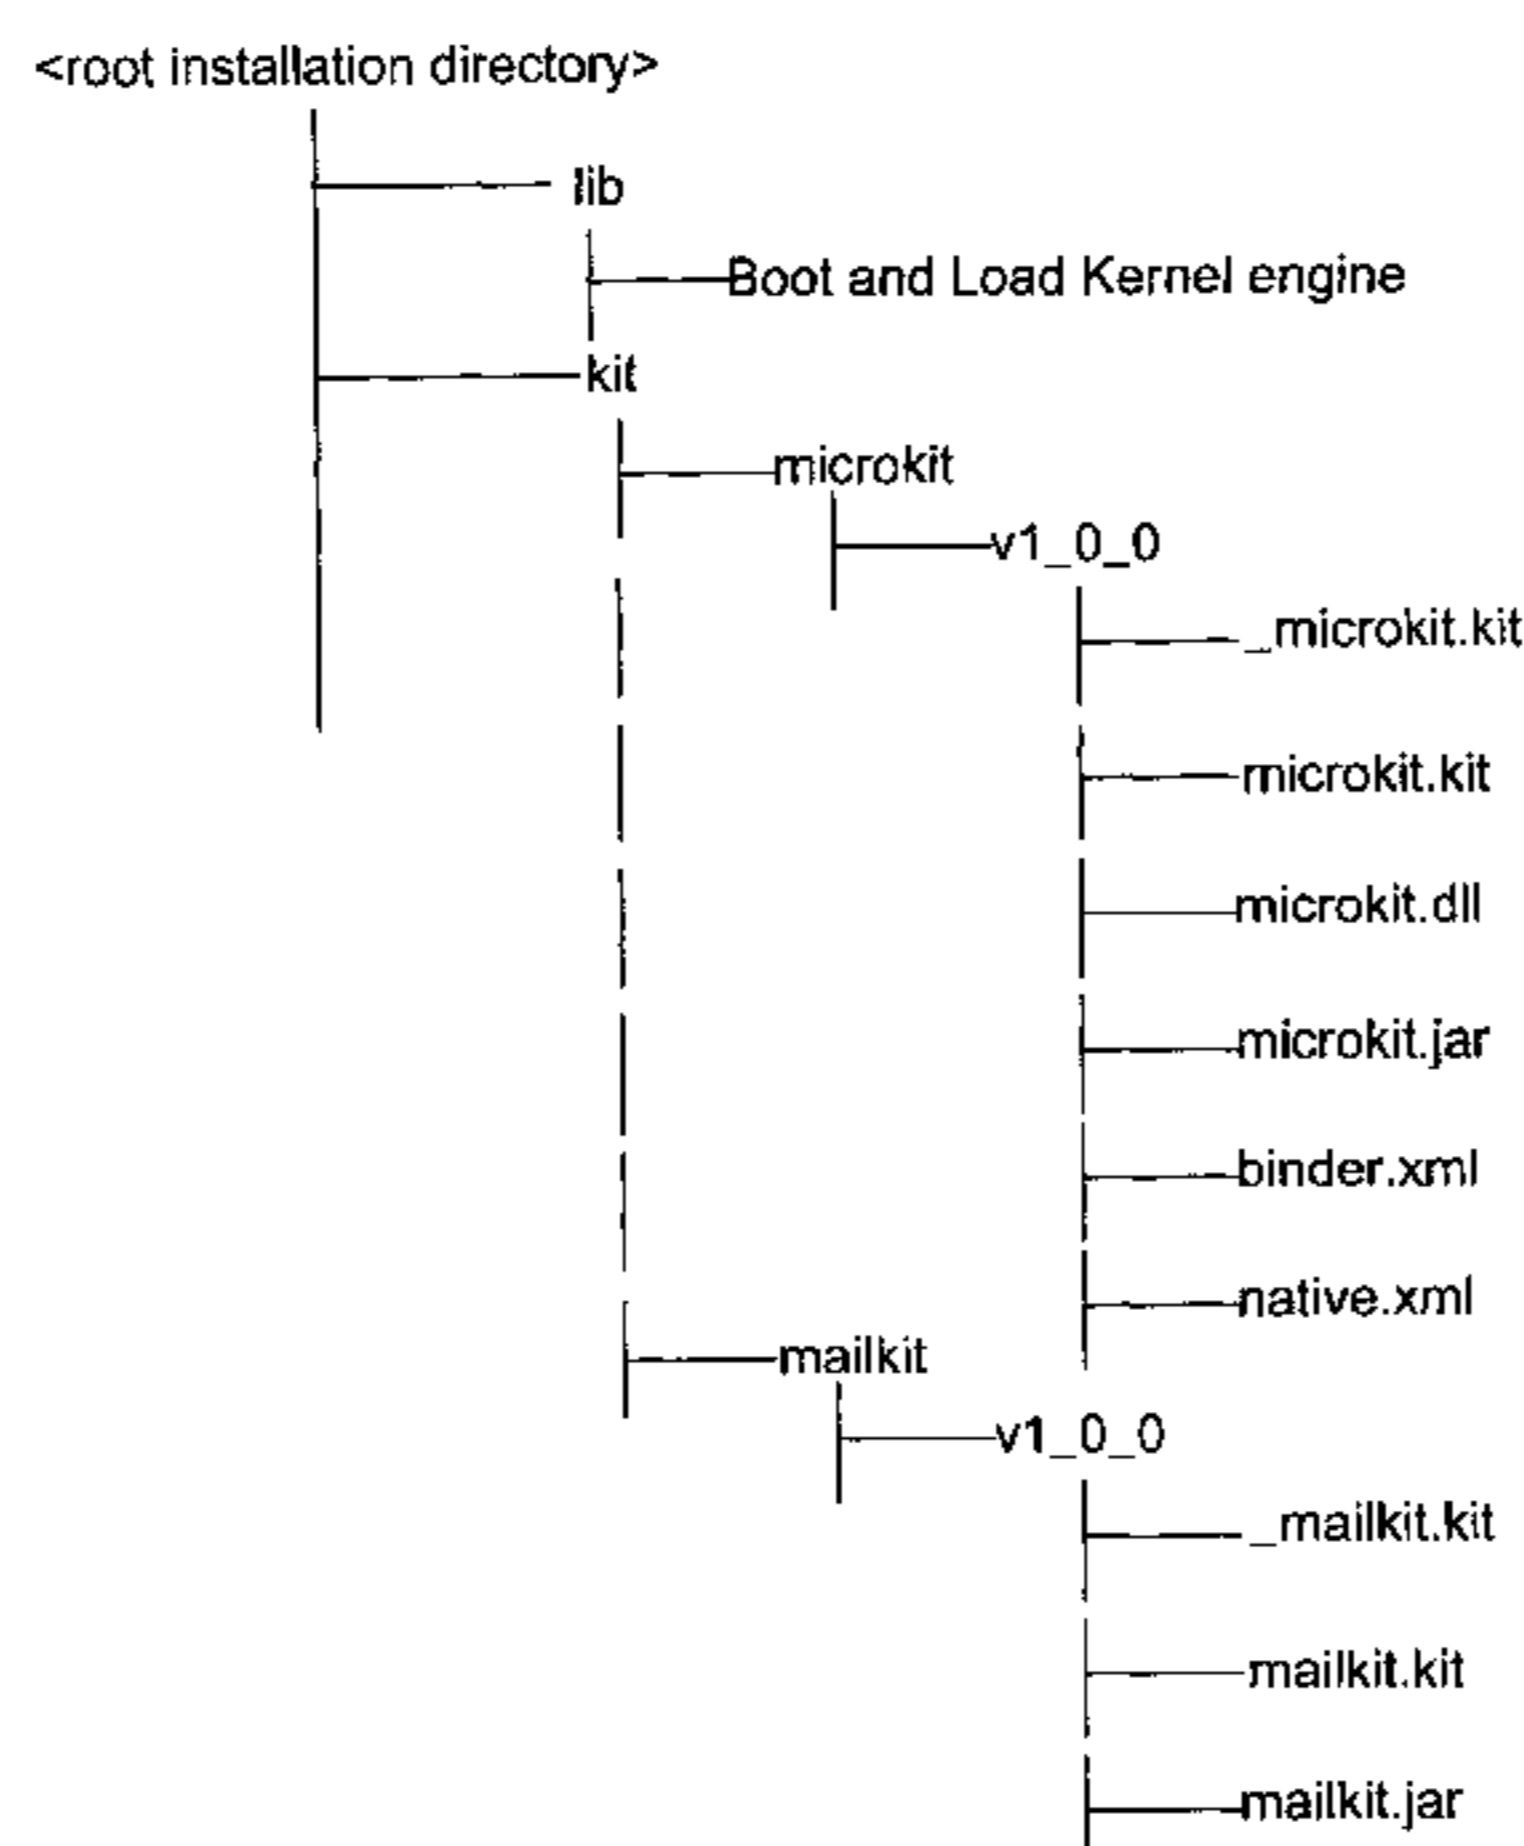 <root installation directory>
lib
Boot and Load Kernel engine
kit
microkit
v1_0_0
_microkit.kit
microkit.kit
microkit.dll
microkit.jar
binder.xml
native.xml
mailkit
v1_0_0
_mailkit.kit
mailkit.kit
mailkit.jar